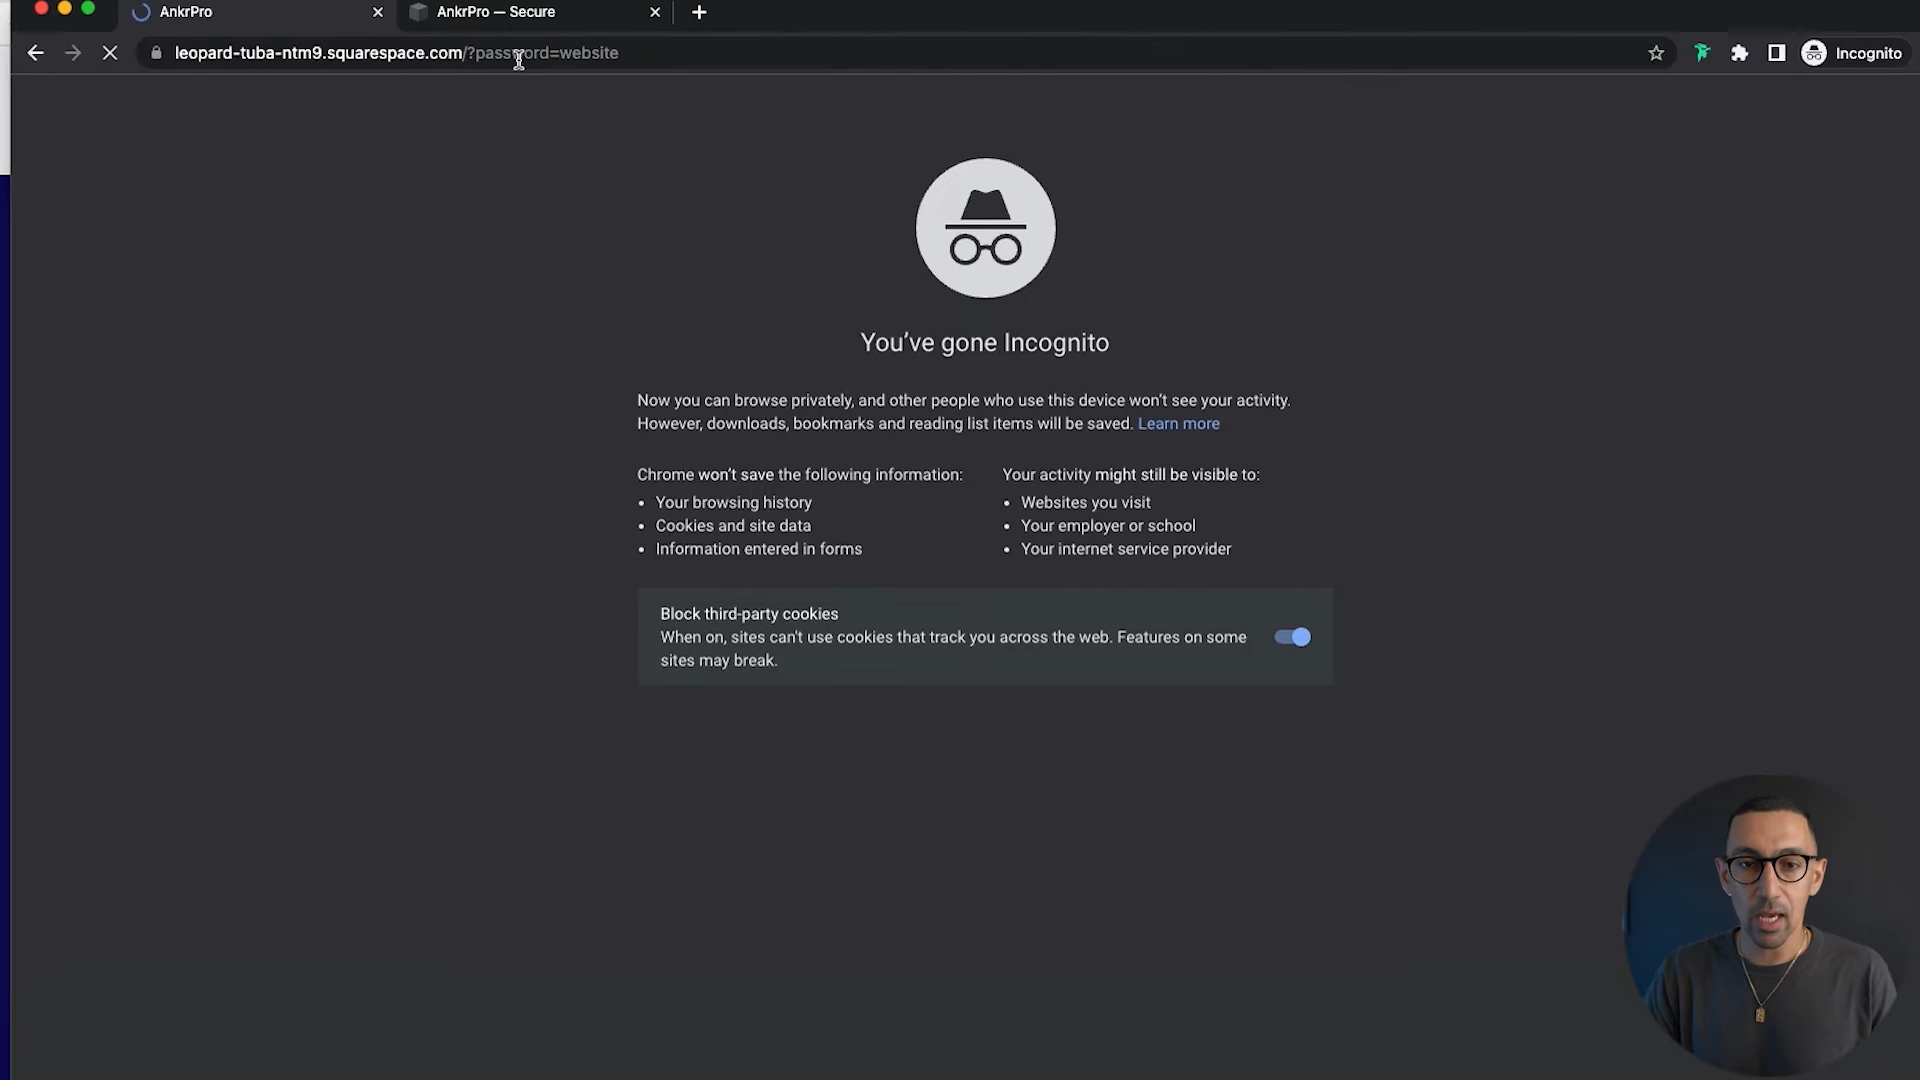 AnkrPro
AnkrPro — Secure
leopard-tuba-ntm9.squarespace.com/?password=website
Incognito
You've gone Incognito
Now you can browse privately, and other people who use this device won't see your activity.
However, downloads, bookmarks and reading list items will be saved. Learn more
Chrome won't save the following information:
• Your browsing history
• Cookies and site data
• Information entered in forms
Your activity might still be visible to:
• Websites you visit
• Your employer or school
• Your internet service provider
Block third-party cookies
When on, sites can't use cookies that track you across the web. Features on some
sites may break.